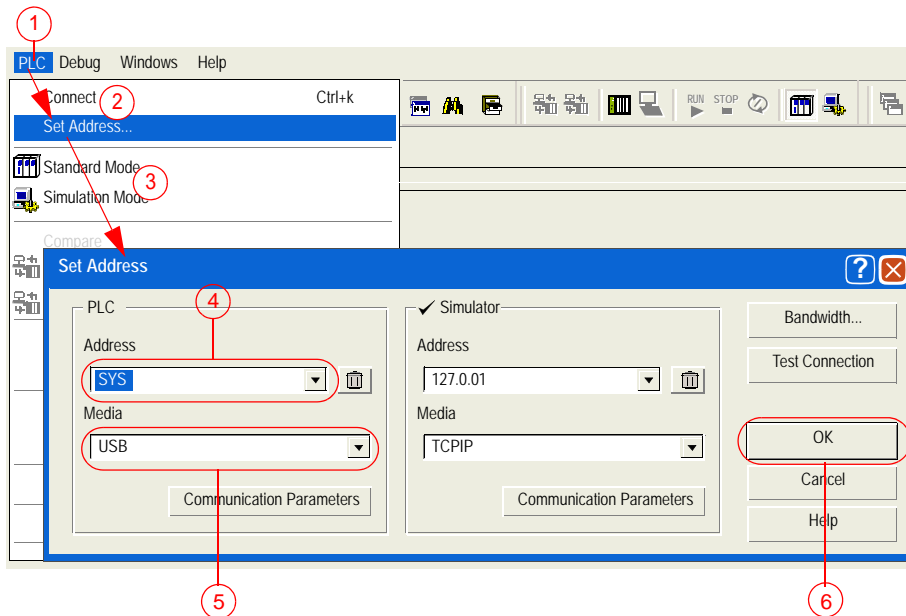 1
PLC Debug Windows Help
Connect Ctrl+k
2
Set Address...
RUN STOP
Standard Mode
3
Simulation Mode
Compare
Set Address
?
PLC
4
Simulator
Bandwidth...
Address
Address
Test Connection
SYS
127.0.01
Media
Media
USB
TCPIP
OK
Cancel
Communication Parameters
Communication Parameters
Help
5
6